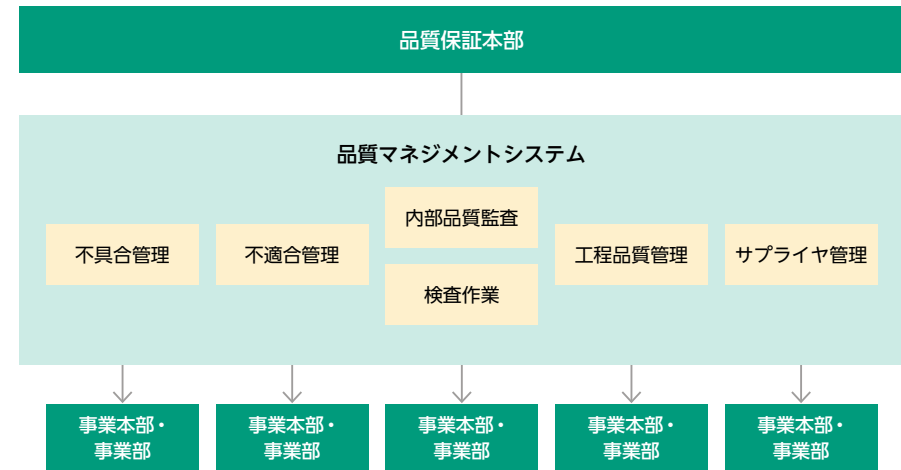 品質保証本部
品質マネジメントシステム
不具合管理
不適合管理
内部品質監査
検査作業
工程品質管理
サプライヤ管理
事業本部・
事業部
事業本部・
事業部
事業本部・
事業部
事業本部・
事業部
事業本部・
事業部